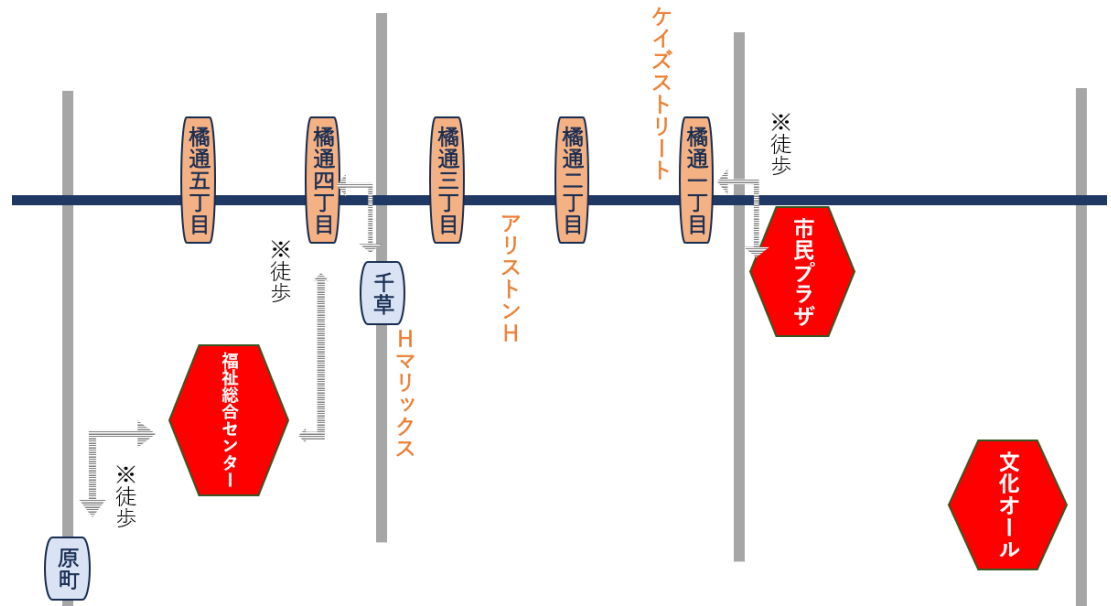 ケイズストリート
※徒歩
橘通五丁目
橘通四丁目
橘通三丁目
橘通二丁目
橘通一丁目
市民プラザ
アリストンH
※徒歩
千草
Hマリックス
福祉総合センター
※徒歩
文化オール
原町